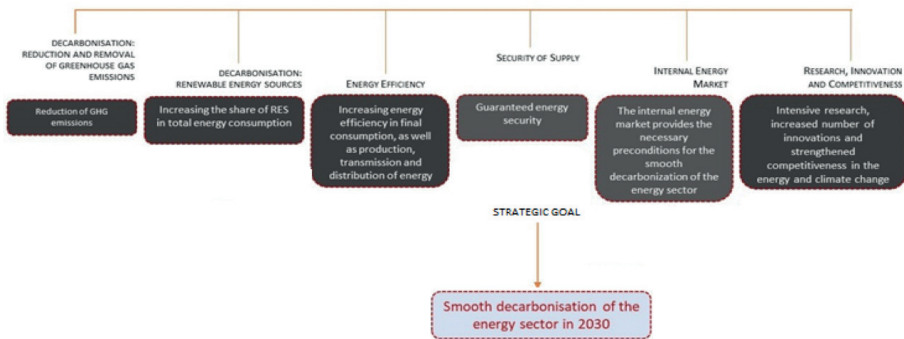 DECARBONISATION:
REDUCTION AND REMOVAL
OF GREENHOUSE GAS
EMISSIONS
Reduction of GHG
emissions
DECARBONISATION:
RENEWABLE ENERGY SOURCES
Increasing the share of RES
in total energy consumption
ENERGY EFFICIENCY
Increasing energy
efficiency in final
consumption, as well
as production,
transmission and
distribution of energy
SECURITY OF SUPPLY
Guaranteed energy
security
INTERNAL ENERGY
MARKET
The internal energy
market provides the
necessary
preconditions for the
smooth
decarbonization of the
energy sector
RESEARCH, INNOVATION
AND COMPETITIVENESS
Intensive research,
increased number of
innovations and
strengthened
competitiveness in the
energy and climate change
STRATEGIC GOAL
Smooth decarbonisation of the
energy sector in 2030